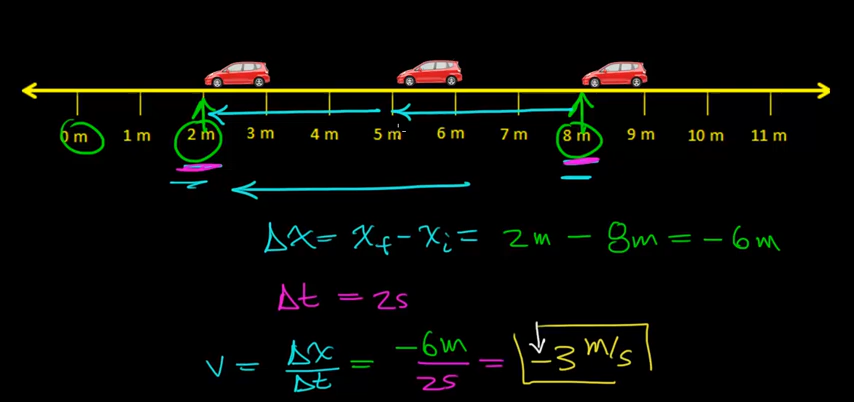 0 m 1 m 2 m 3 m 4 m 5 m 6 m 7 m 8 m 9 m 10 m 11 m
Δx = x_f - x_i = 2m - 8m = -6m
Δt = 2s
v = Δx/Δt = -6m/2s = -3 m/s